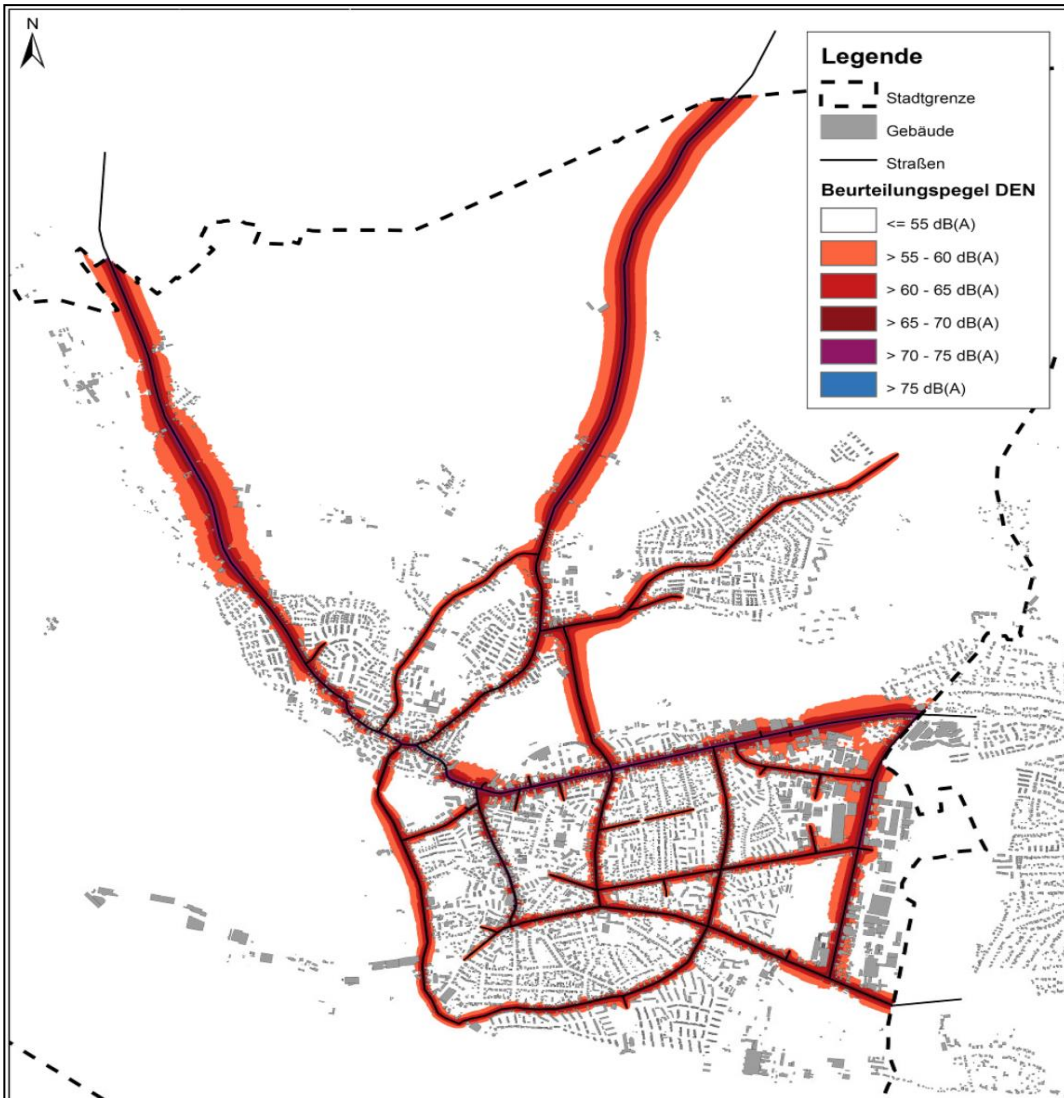 N
Legende
Stadtgrenze
Gebäude
Straßen
Beurteilungspegel DEN
<= 55 dB(A)
> 55 - 60 dB(A)
> 60 - 65 dB(A)
> 65 - 70 dB(A)
> 70 - 75 dB(A)
> 75 dB(A)